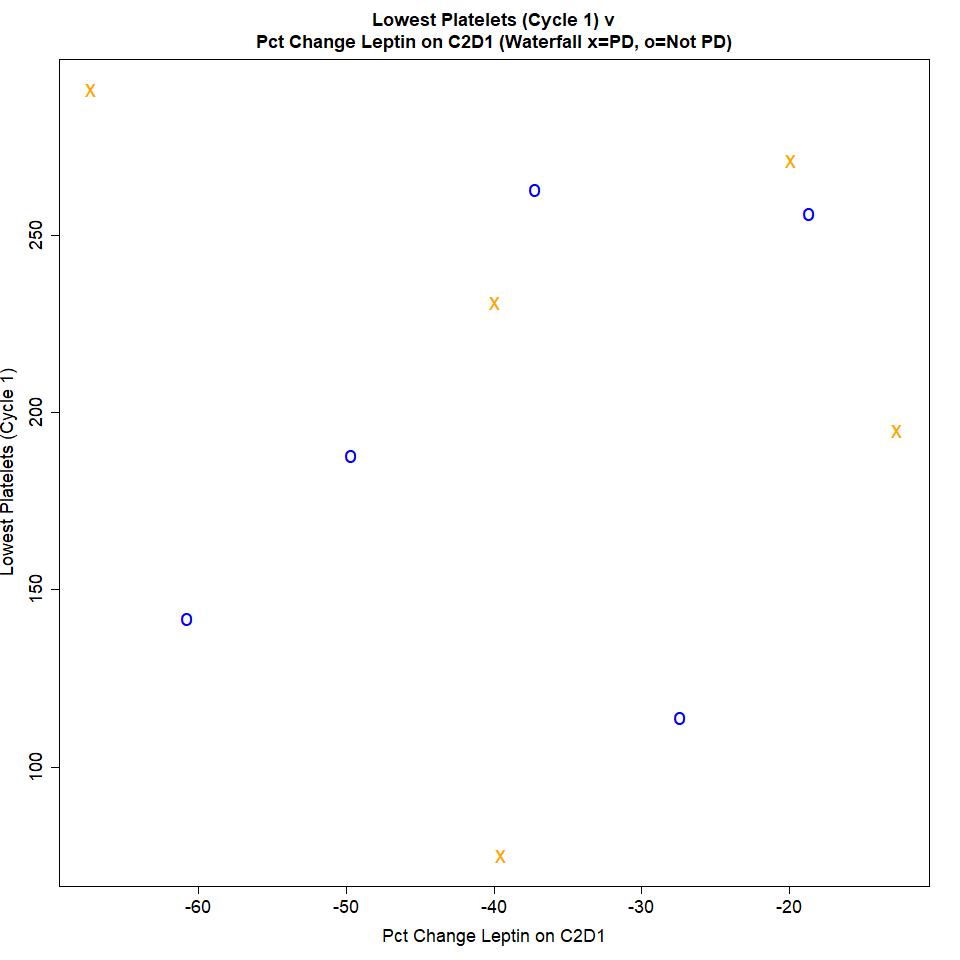 Lowest Platelets (Cycle 1) v
Pct Change Leptin on C2D1 (Waterfall x=PD, o=Not PD)
Lowest Platelets (Cycle 1)
250
200
150
100
X
X
O
O
X
X
O
O
O
X
-60 -50 -40 -30 -20
Pct Change Leptin on C2D1